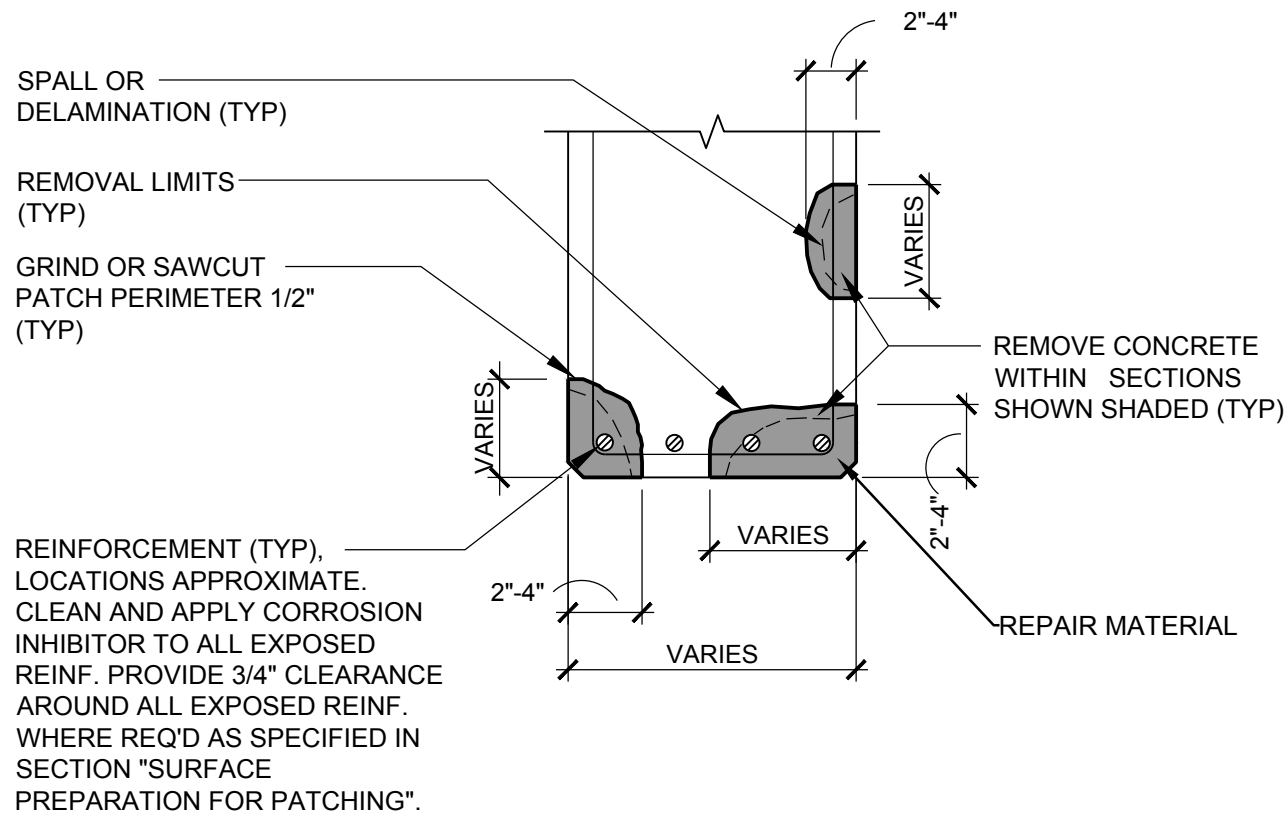 2"-4"
SPALL OR
DELAMINATION (TYP)
REMOVAL LIMITS
(TYP)
GRIND OR SAWCUT
PATCH PERIMETER 1/2"
(TYP)
VARIES
REMOVE CONCRETE
WITHIN SECTIONS
SHOWN SHADED (TYP)
VARIES
2"-4"
VARIES
REINFORCEMENT (TYP),
LOCATIONS APPROXIMATE.
CLEAN AND APPLY CORROSION
INHIBITOR TO ALL EXPOSED
REINF. PROVIDE 3/4" CLEARANCE
AROUND ALL EXPOSED REINF.
WHERE REQ'D AS SPECIFIED IN
SECTION "SURFACE
PREPARATION FOR PATCHING".
2"-4"
VARIES
REPAIR MATERIAL